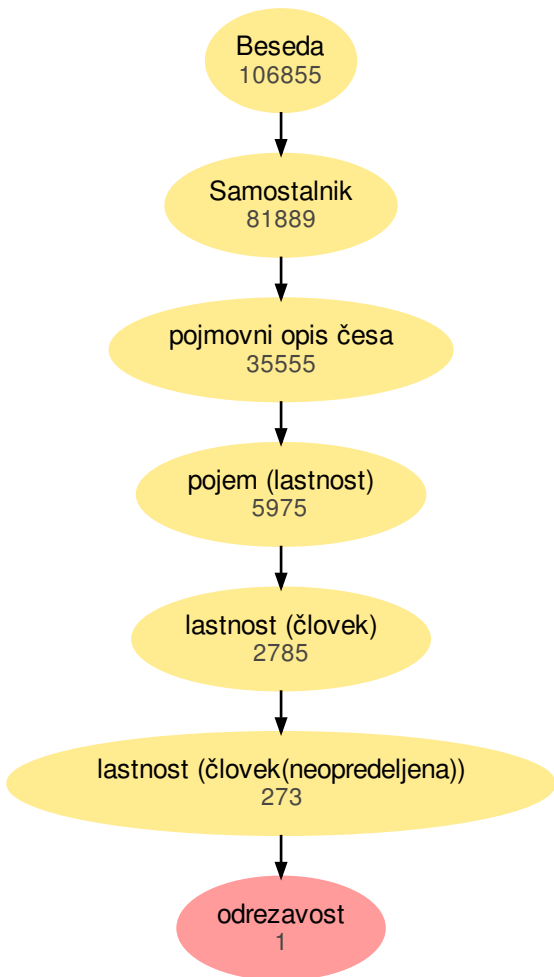 Beseda
106855
Samostalnik
81889
pojmovni opis česa
35555
pojem (lastnost)
5975
lastnost (človek)
2785
lastnost (človek(neopredeljena))
273
odrezavost
1